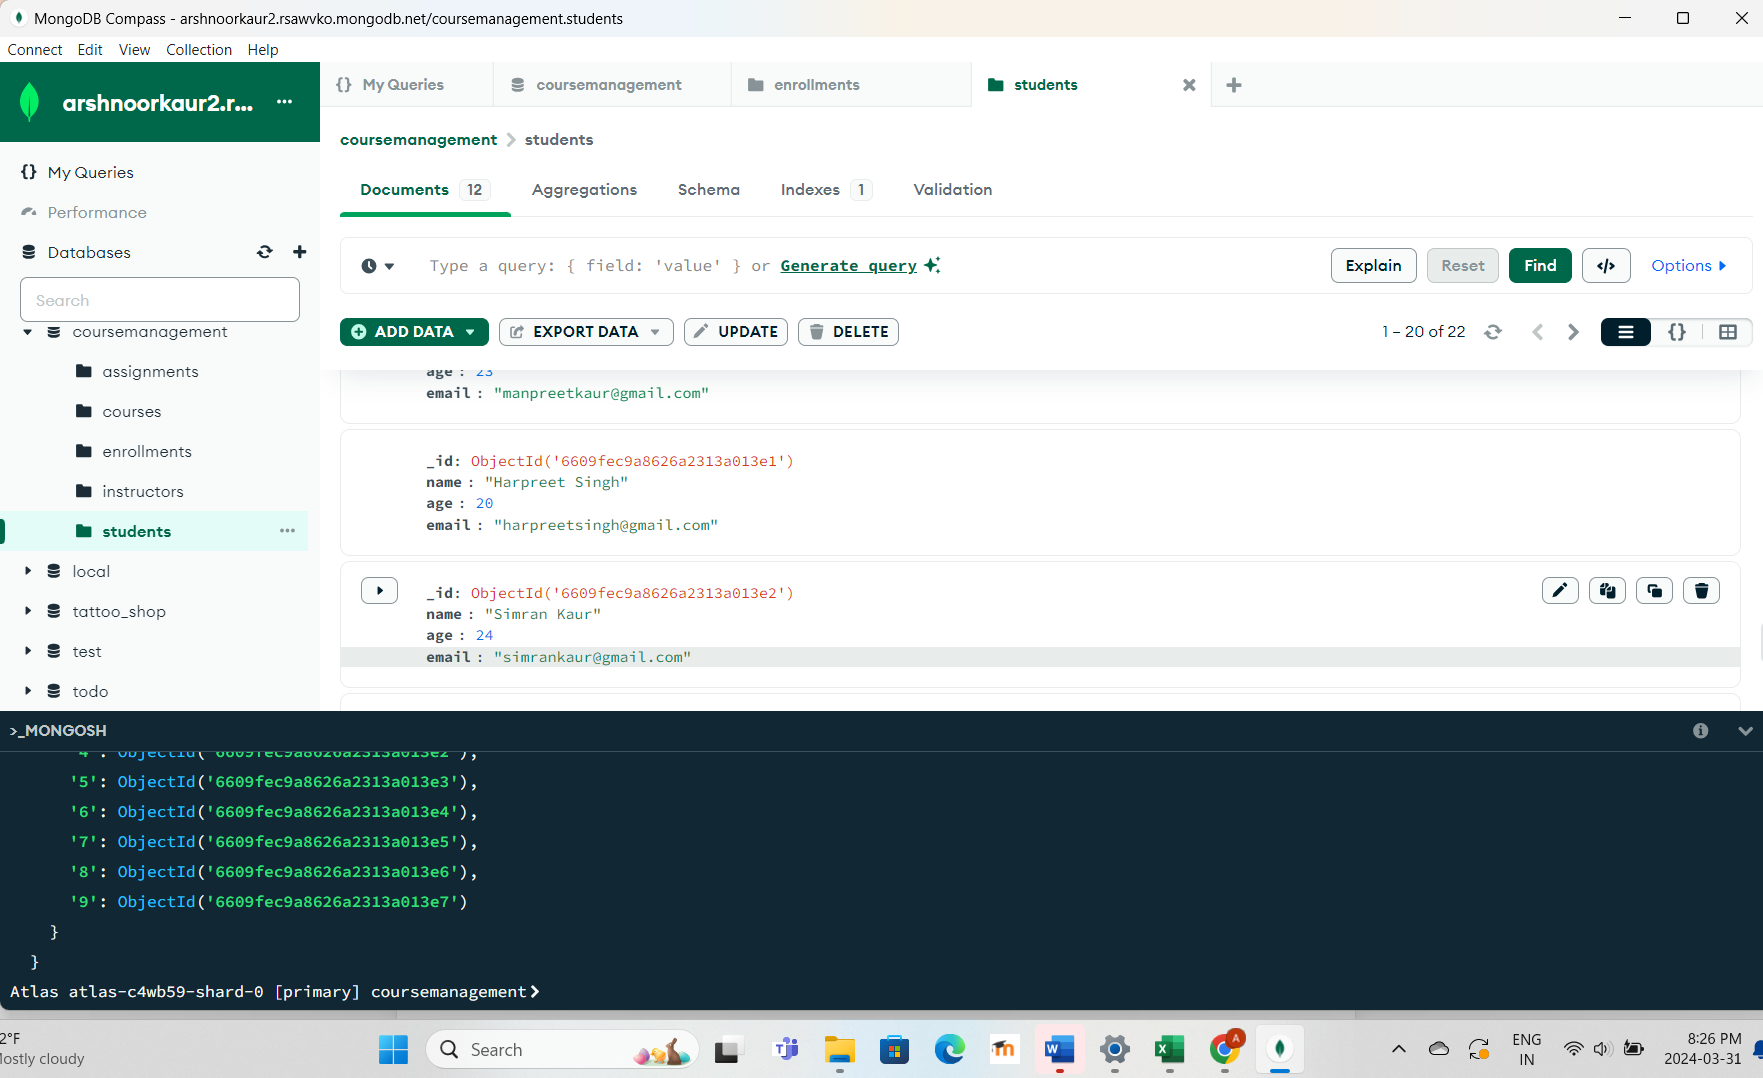 MongoDB Compass - arshnoorkaur2.rsawvko.mongodb.net/coursemanagement.students
Connect Edit View Collection Help
arshnoorkaur2.r... ···
{} My Queries
Performance
Databases
Search
coursemanagement
assignments
courses
enrollments
instructors
students ···
local
tattoo_shop
test
todo
{} My Queries coursemanagement enrollments students
coursemanagement > students
Documents 12 Aggregations Schema Indexes 1 Validation
Type a query: { field: 'value' } or Generate query Explain Reset Find </> Options
ADD DATA EXPORT DATA UPDATE DELETE 1 – 20 of 22 {}
age : 23
email : "manpreetkaur@gmail.com"
_id: ObjectId('6609fec9a8626a2313a013e1')
name : "Harpreet Singh"
age : 20
email : "harpreetsingh@gmail.com"
_id: ObjectId('6609fec9a8626a2313a013e2')
name : "Simran Kaur"
age : 24
email : "simrankaur@gmail.com"
>_MONGOSH
'4': ObjectId('6609fec9a8626a2313a013e2'),
'5': ObjectId('6609fec9a8626a2313a013e3'),
'6': ObjectId('6609fec9a8626a2313a013e4'),
'7': ObjectId('6609fec9a8626a2313a013e5'),
'8': ObjectId('6609fec9a8626a2313a013e6'),
'9': ObjectId('6609fec9a8626a2313a013e7')
}
}
Atlas atlas-c4wb59-shard-0 [primary] coursemanagement>
2°F
Mostly cloudy
Search
ENG
IN
8:26 PM
2024-03-31